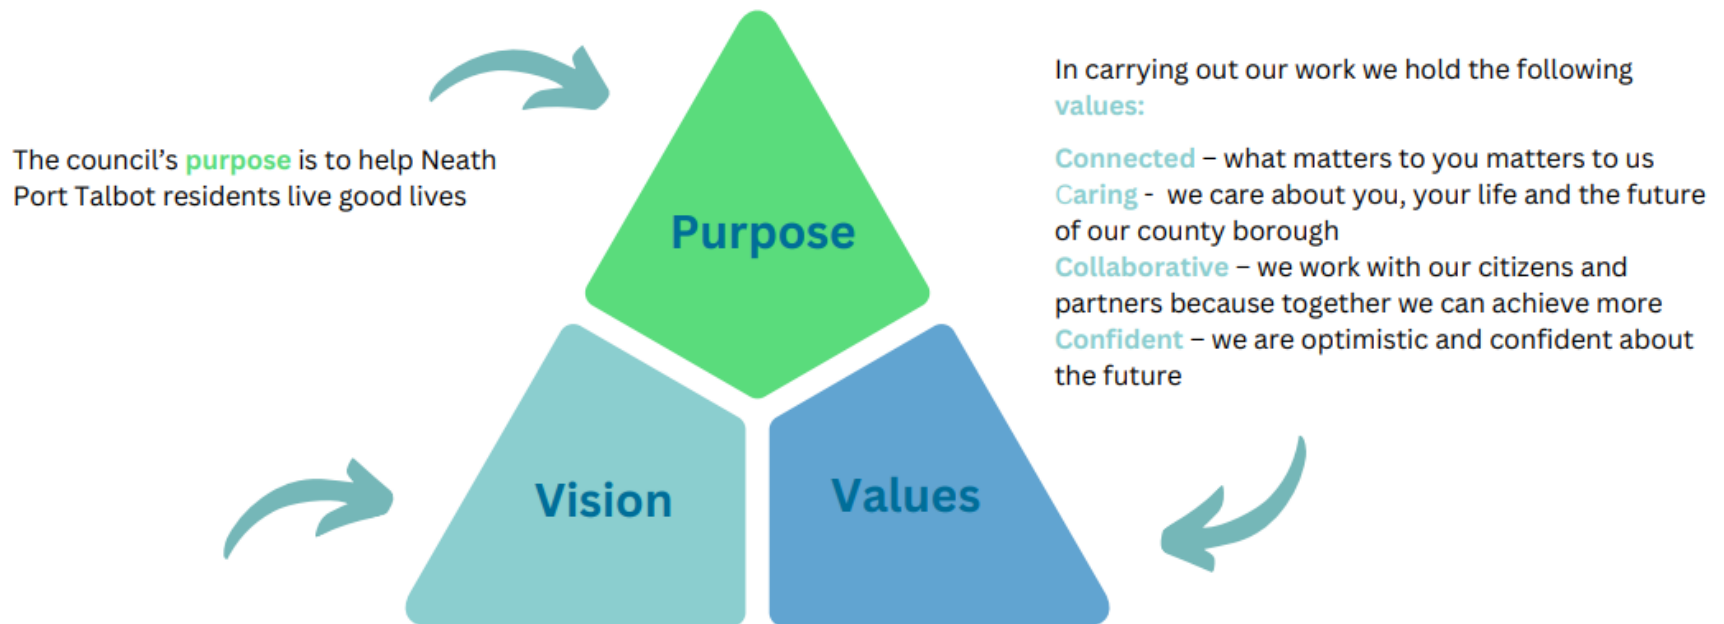 The council’s purpose is to help Neath
Port Talbot residents live good lives
Purpose
Vision
Values
In carrying out our work we hold the following
values:
Connected – what matters to you matters to us
Caring -  we care about you, your life and the future
of our county borough
Collaborative – we work with our citizens and
partners because together we can achieve more
Confident – we are optimistic and confident about
the future